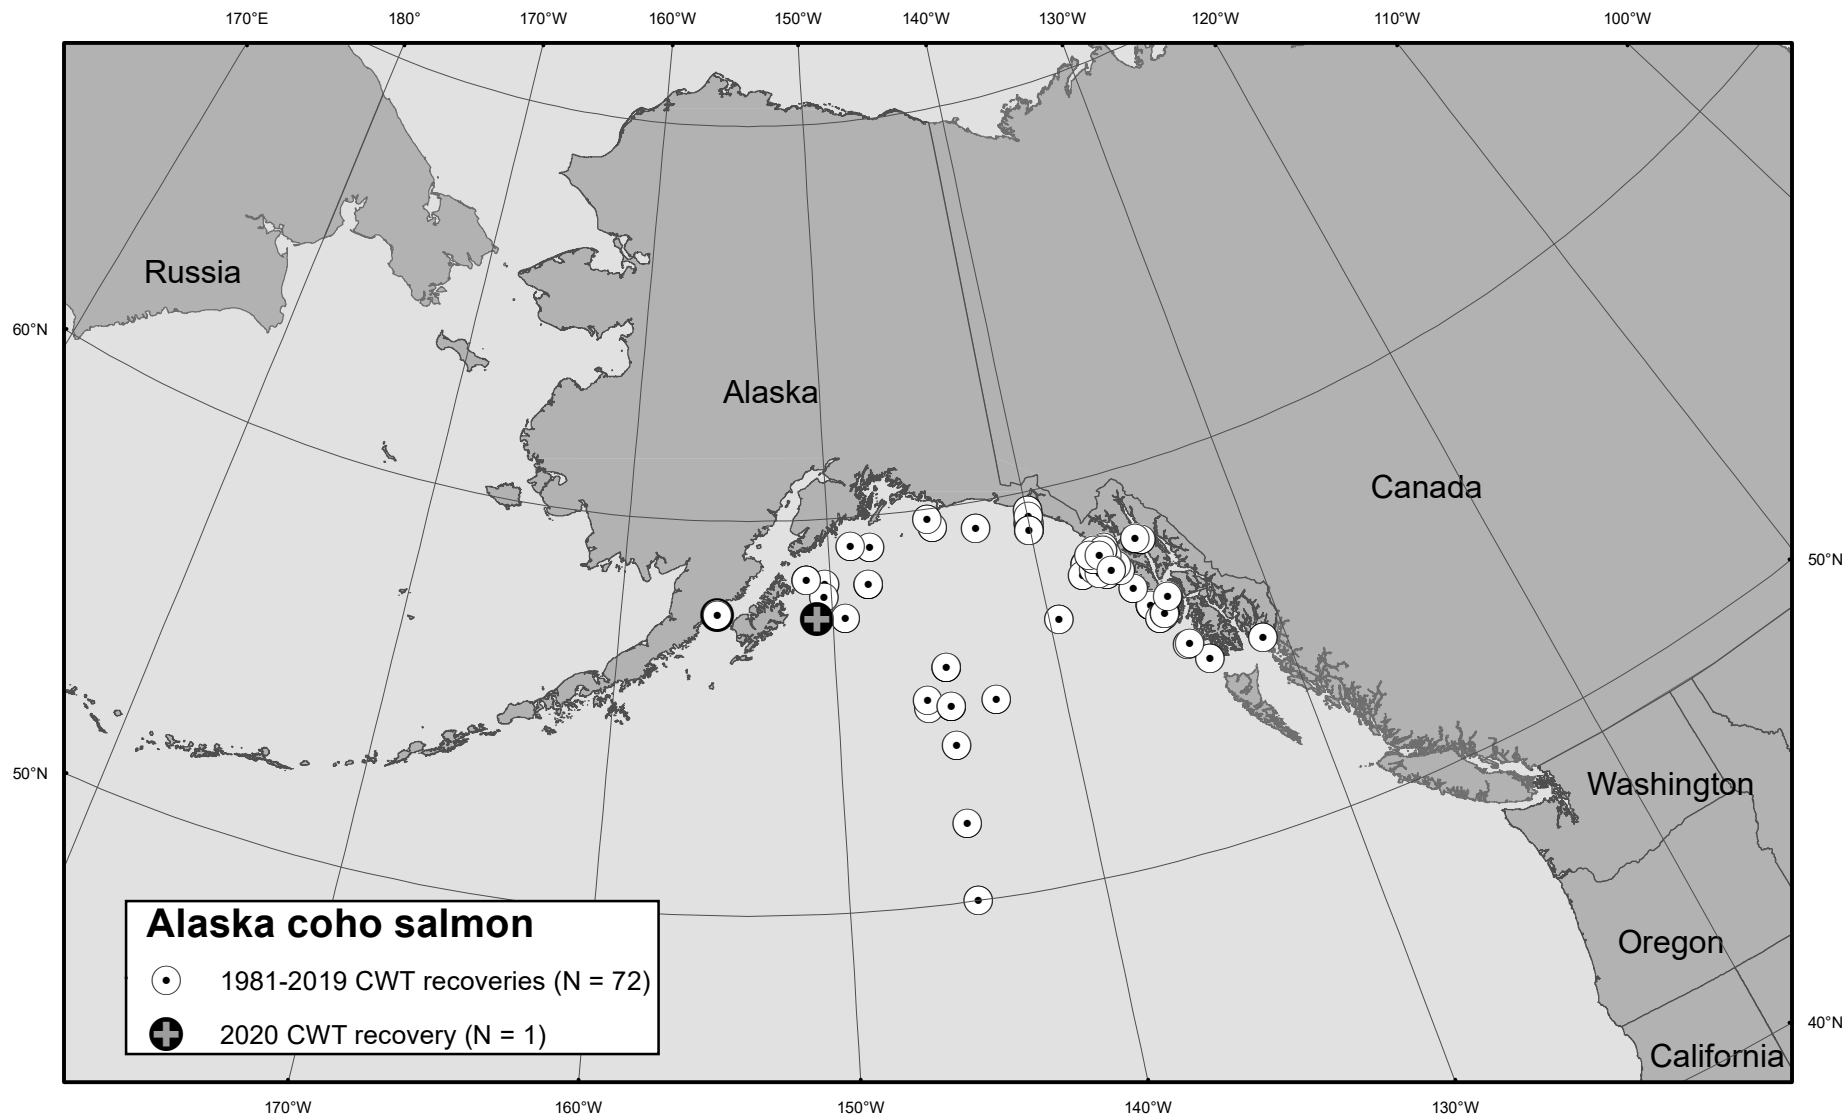 170°E 180° 170°W 160°W 150°W 140°W 130°W 120°W 110°W 100°W
Russia
60°N
Alaska
Canada
50°N
50°N
Washington
Alaska coho salmon
1981-2019 CWT recoveries (N = 72)
2020 CWT recovery (N = 1)
Oregon
40°N
California
170°W 160°W 150°W 140°W 130°W